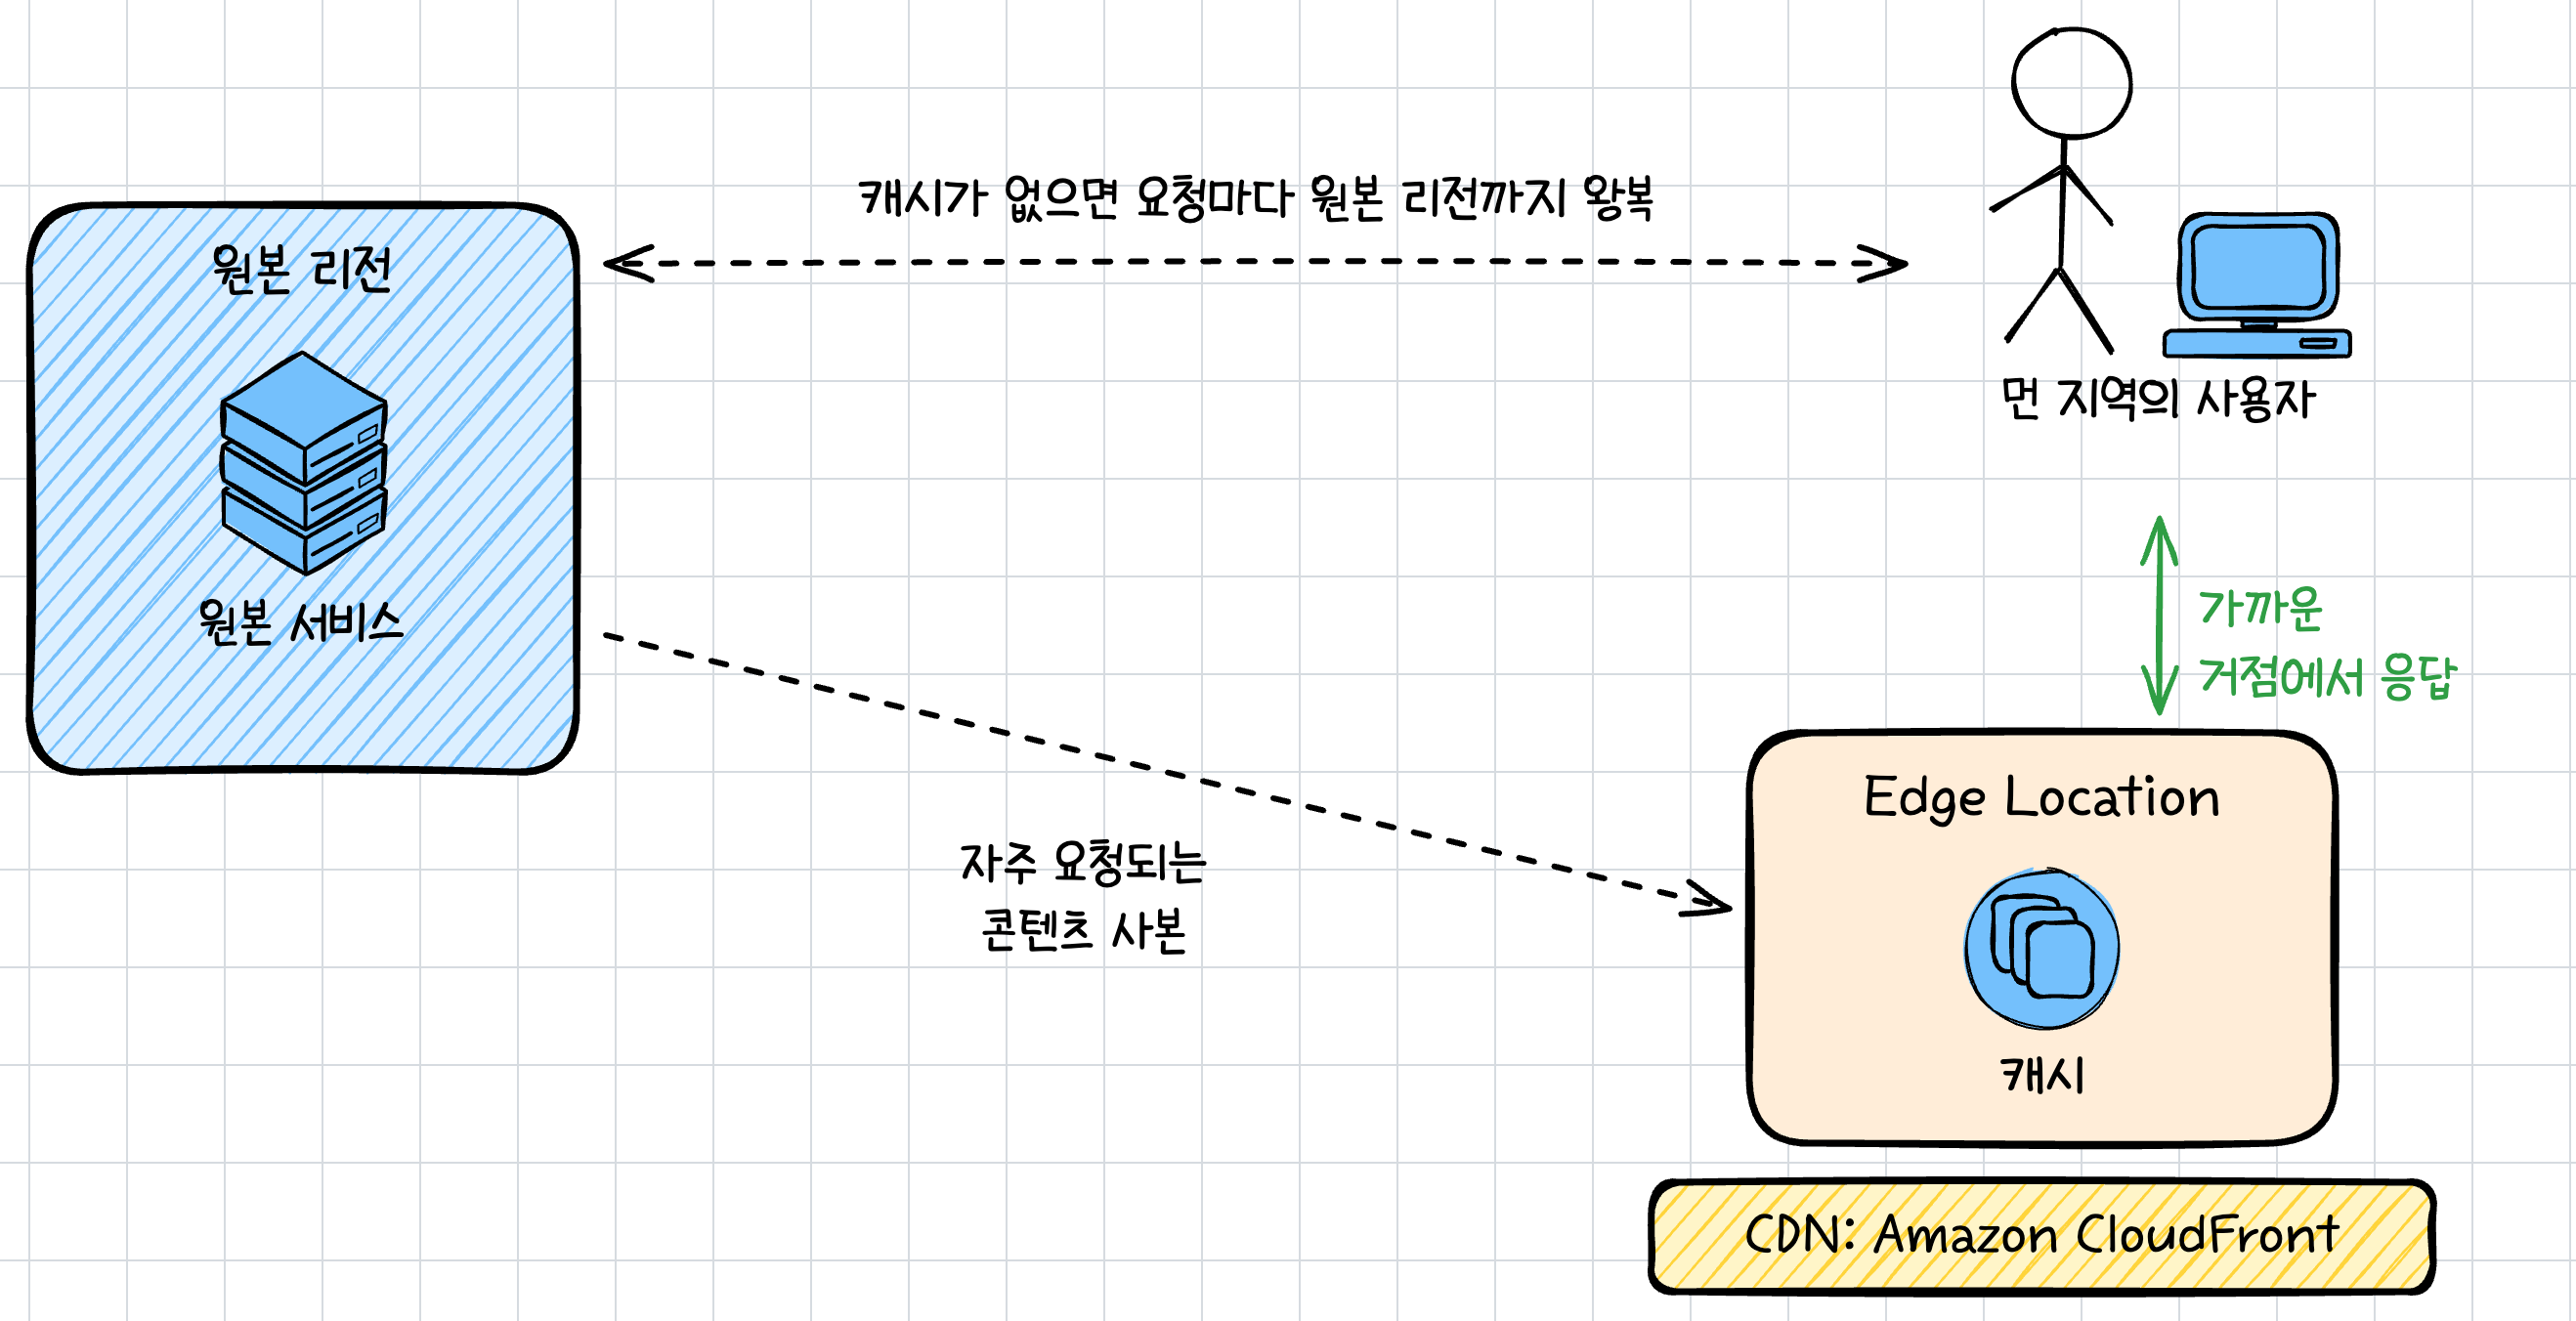 캐시가 없으면 요청마다 원본 리전까지 왕복
원본 리전
원본 서비스
먼 지역의 사용자
가까운
거점에서 응답
자주 요청되는
콘텐츠 사본
Edge Location
캐시
CDN: Amazon CloudFront